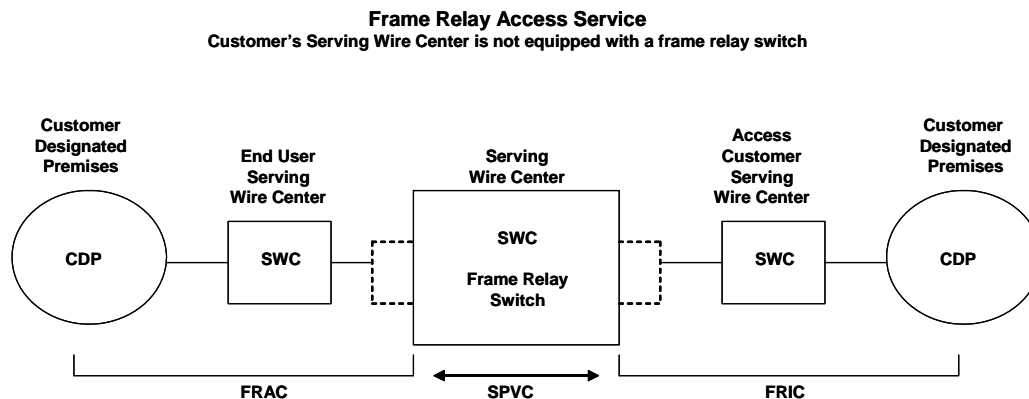 Frame Relay Access Service
Customer's Serving Wire Center is not equipped with a frame relay switch
Customer
Designated
Premises
End User
Serving
Wire Center
Serving
Wire Center
Access
Customer
Serving
Wire Center
Customer
Designated
Premises
CDP
SWC
SWC
Frame Relay
Switch
SWC
CDP
FRAC
SPVC
FRIC